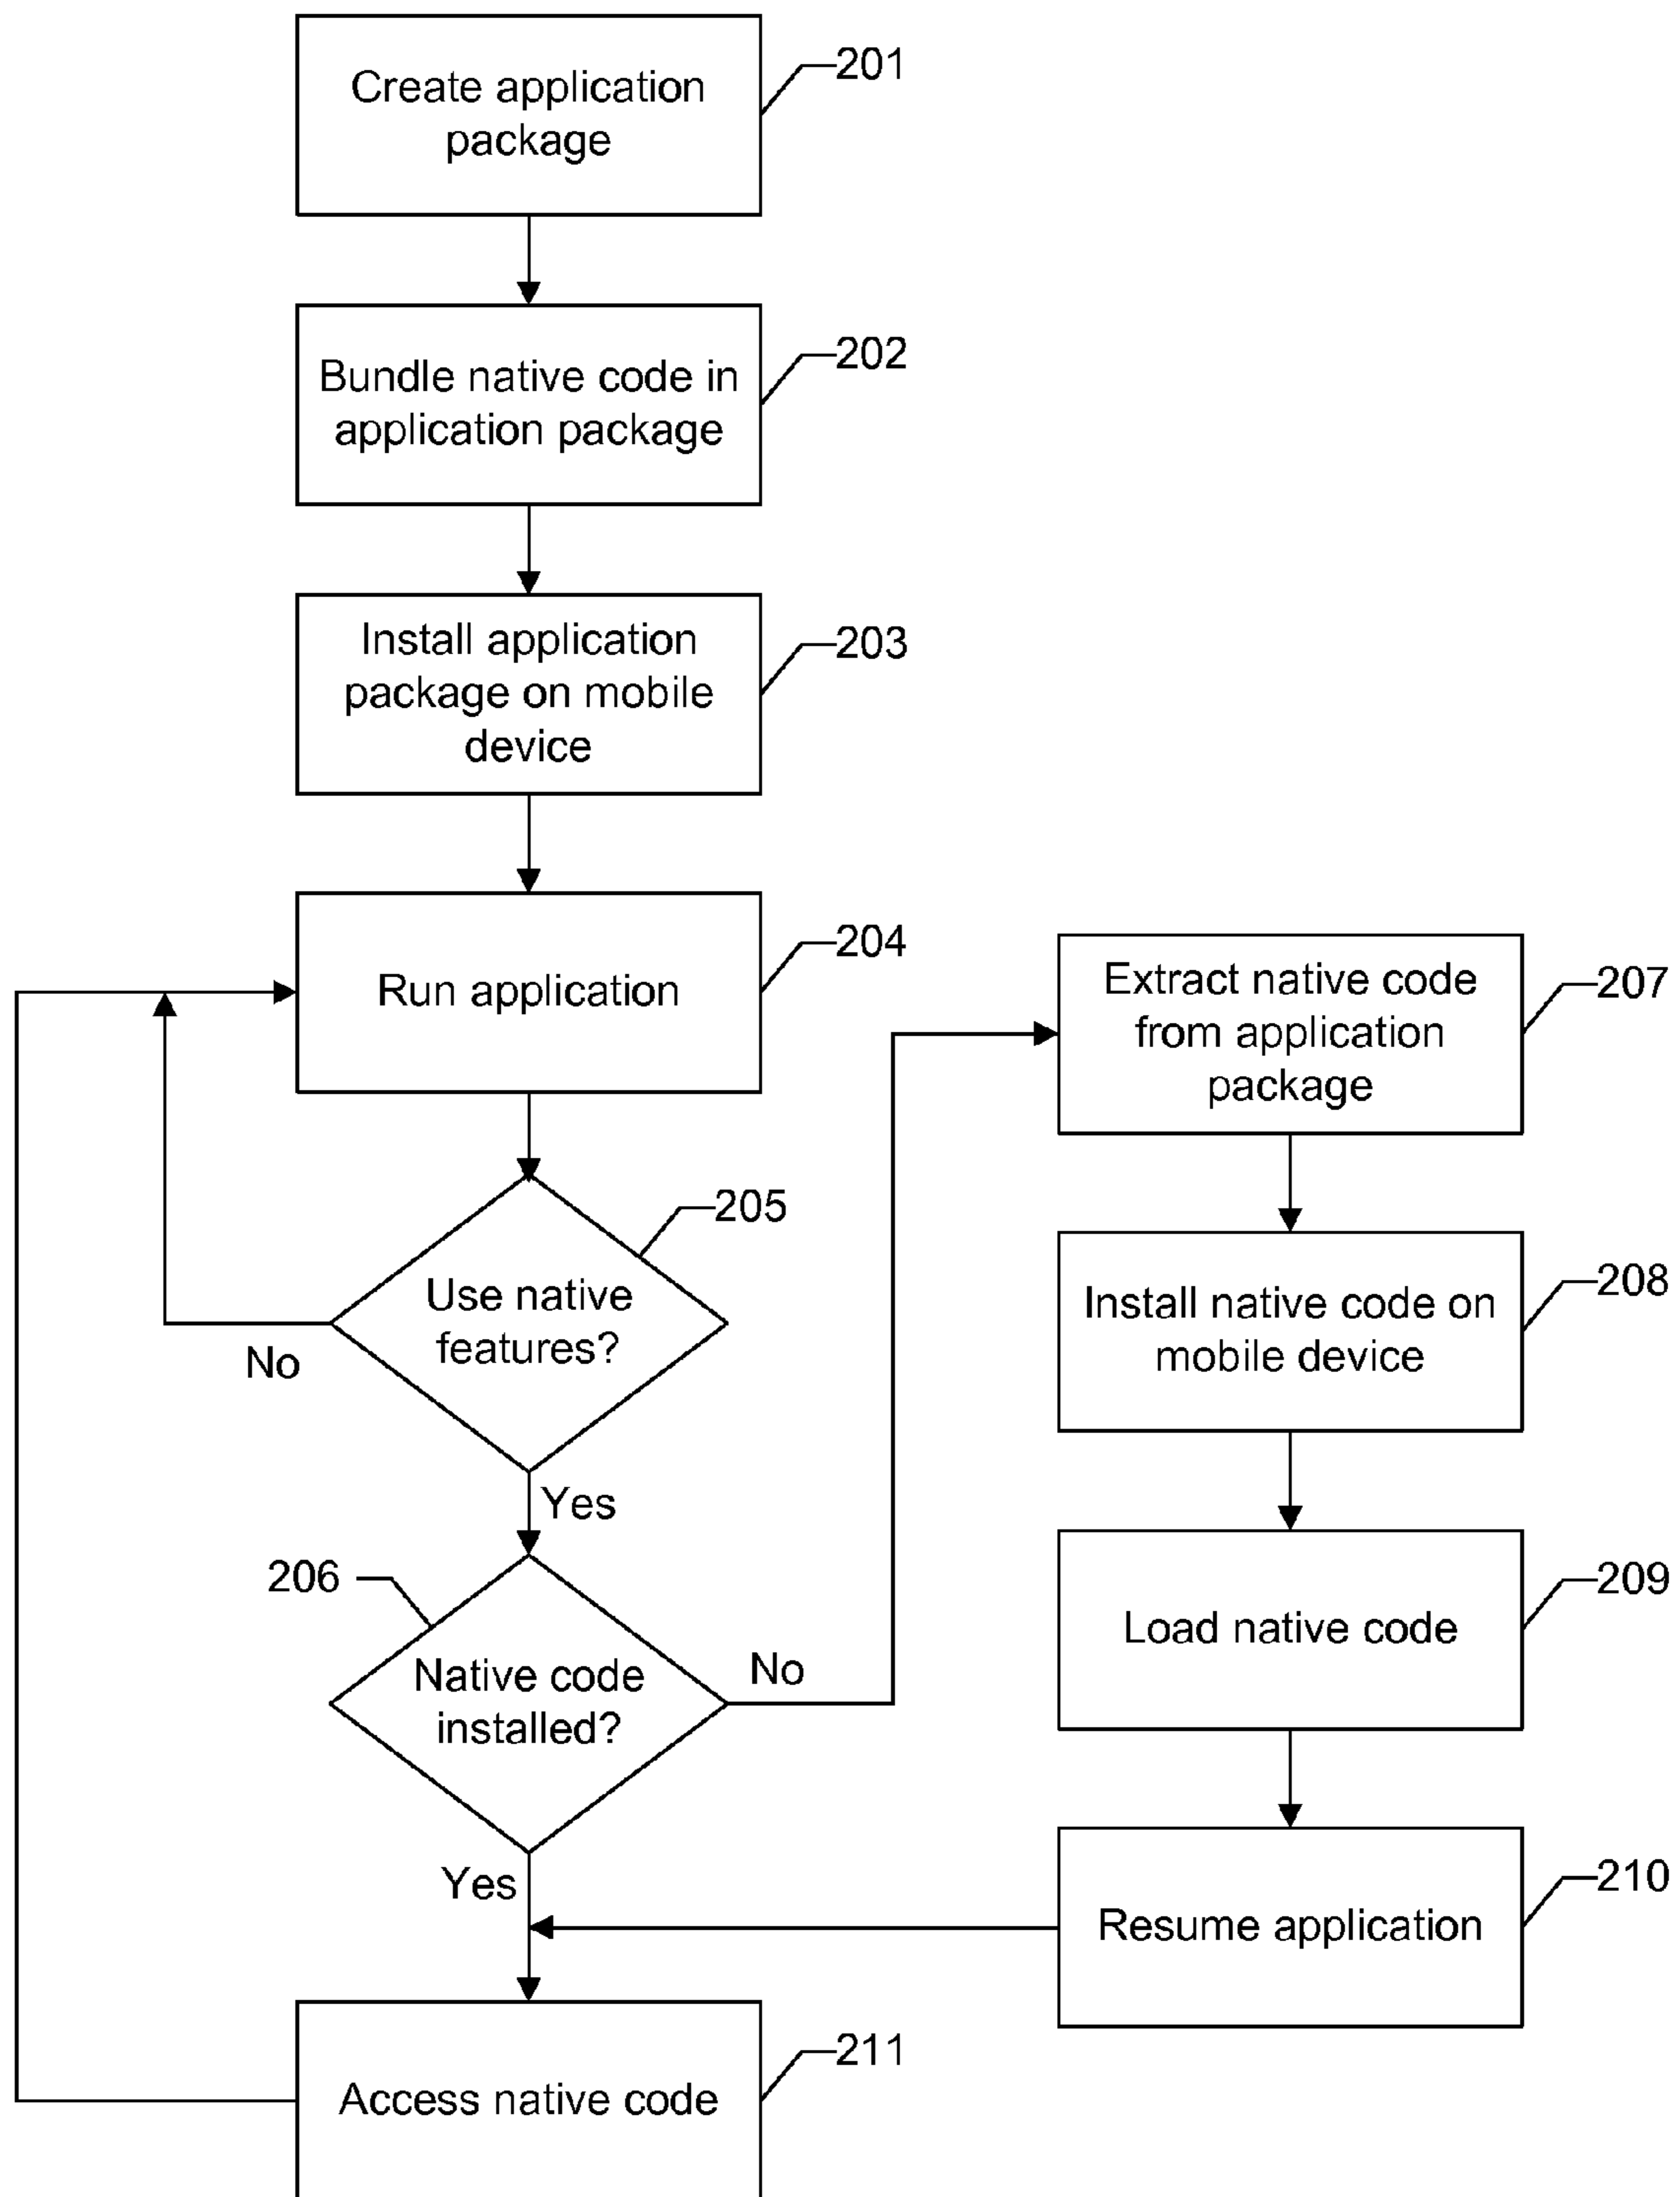 Create application
package
201
Bundle native code in
application package
202
Install application
package on mobile
device
203
Run application
204
Use native
features?
205
No
Yes
Native code
installed?
206
No
Yes
Extract native code
from application
package
207
Install native code on
mobile device
208
Load native code
209
Resume application
210
Access native code
211